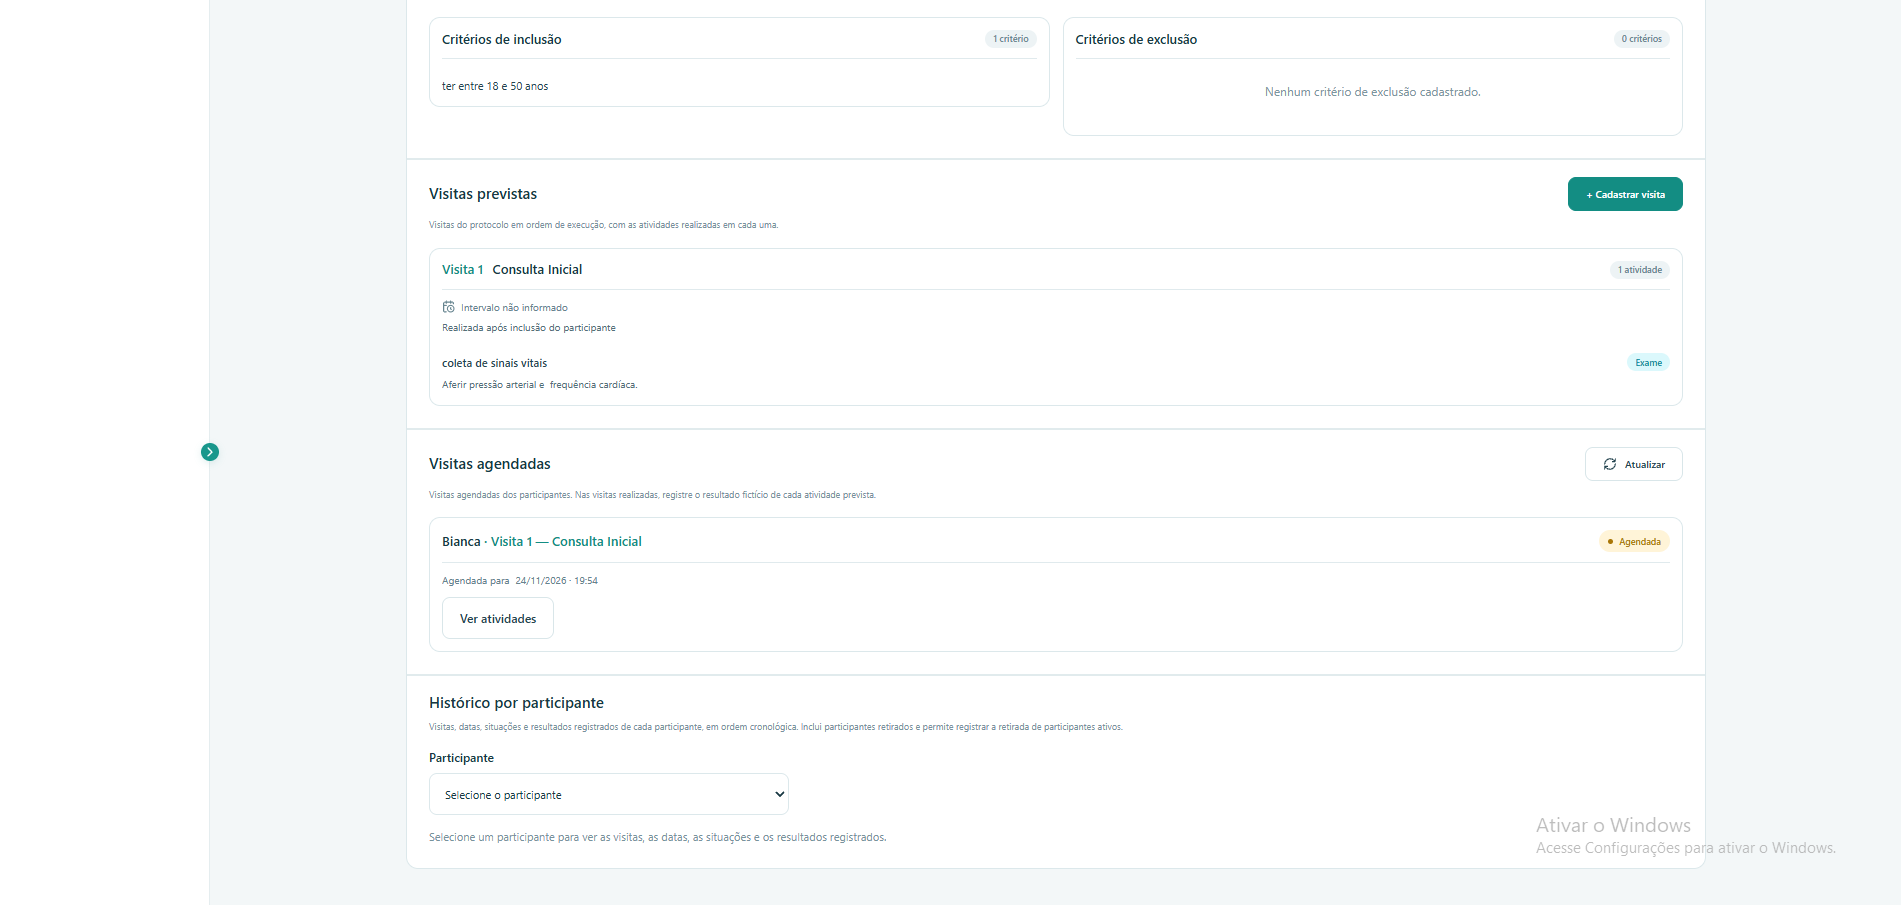 Critérios de inclusão
1 critério
ter entre 18 e 50 anos
Critérios de exclusão
0 critérios
Nenhum critério de exclusão cadastrado.
Visitas previstas
+ Cadastrar visita
Visitas do protocolo em ordem de execução, com as atividades realizadas em cada uma.
Visita 1 Consulta Inicial
1 atividade
Intervalo não informado
Realizada após inclusão do participante
coleta de sinais vitais
Exame
Aferir pressão arterial e frequência cardíaca.
Visitas agendadas
Atualizar
Visitas agendadas dos participantes. Nas visitas realizadas, registre o resultado fictício de cada atividade prevista.
Bianca · Visita 1 — Consulta Inicial
Agendada
Agendada para 24/11/2026 · 19:54
Ver atividades
Histórico por participante
Visitas, datas, situações e resultados registrados de cada participante, em ordem cronológica. Inclui participantes retirados e permite registrar a retirada de participantes ativos.
Participante
Selecione o participante
Selecione um participante para ver as visitas, as datas, as situações e os resultados registrados.
Ativar o Windows
Acesse Configurações para ativar o Windows.